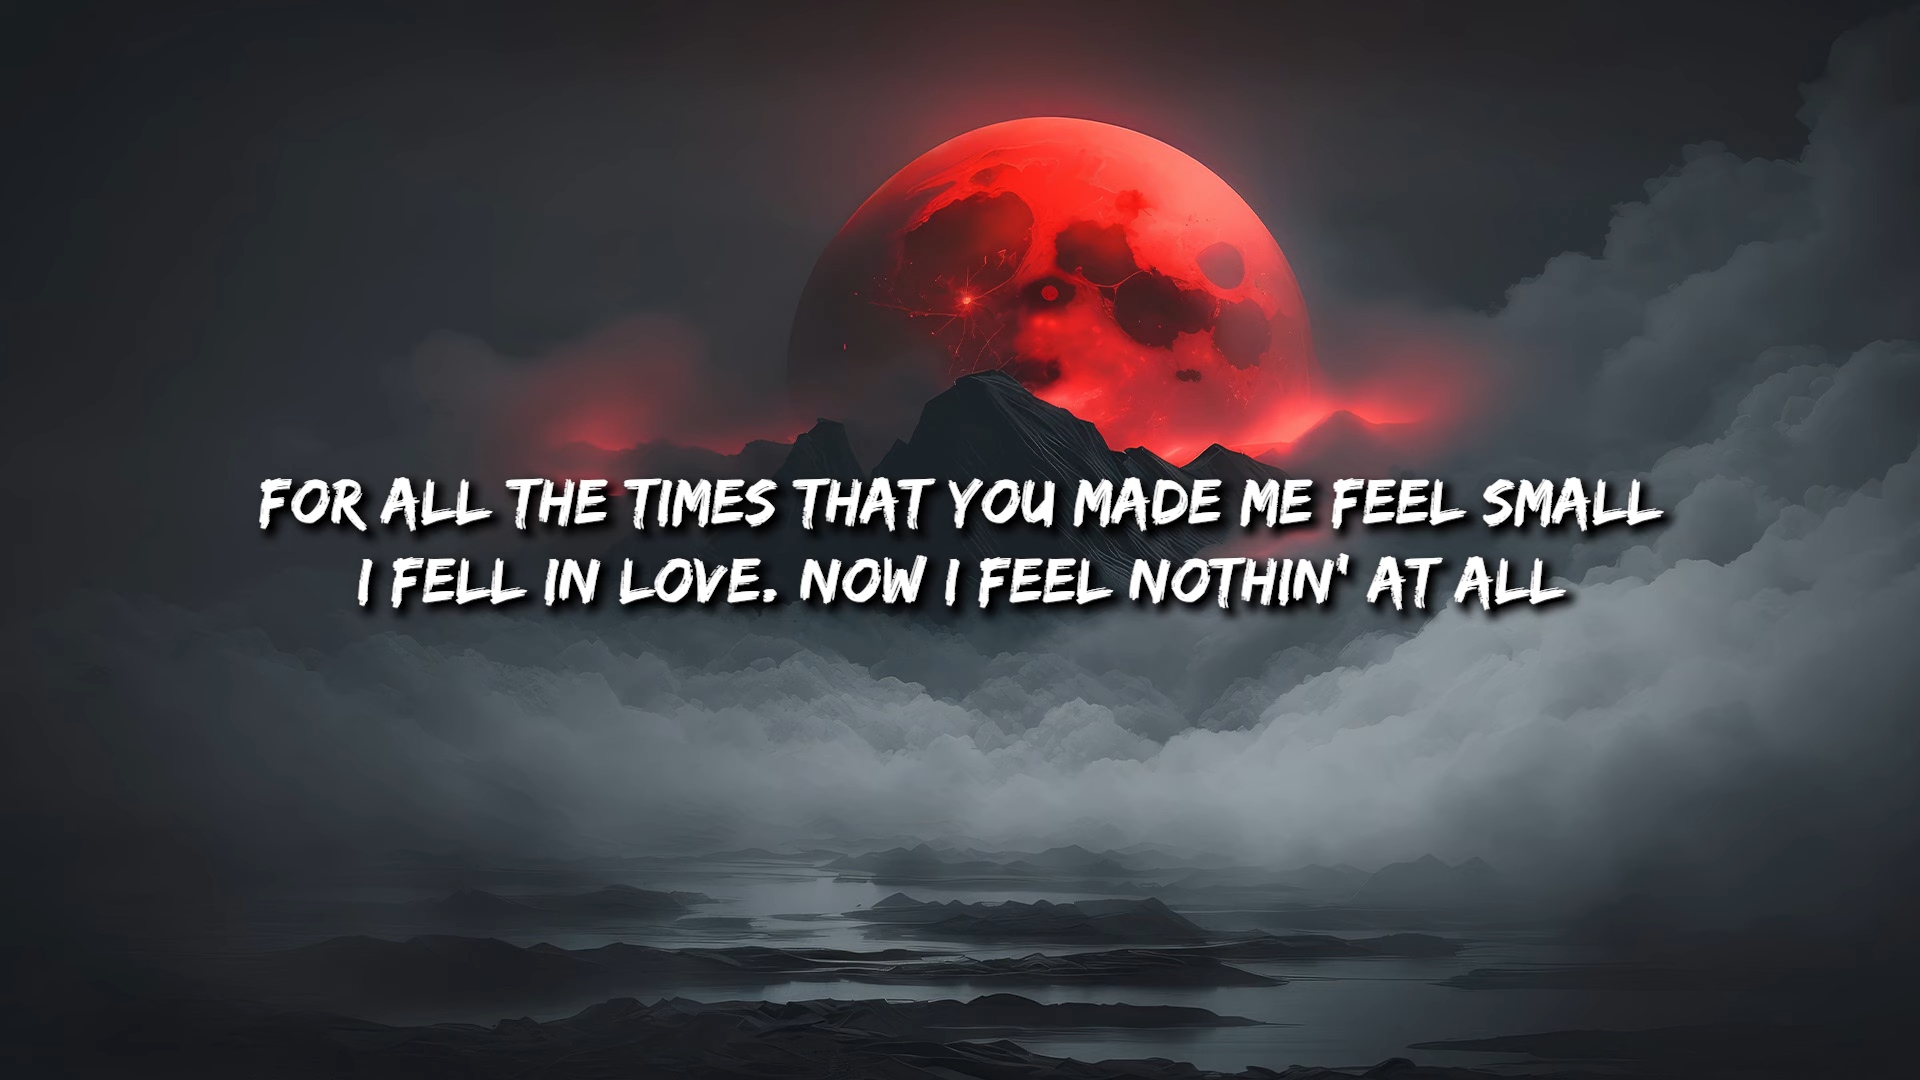 FOR ALL THE TIMES THAT YOU MADE ME FEEL SMALL
I FELL IN LOVE. NOW I FEEL NOTHIN' AT ALL